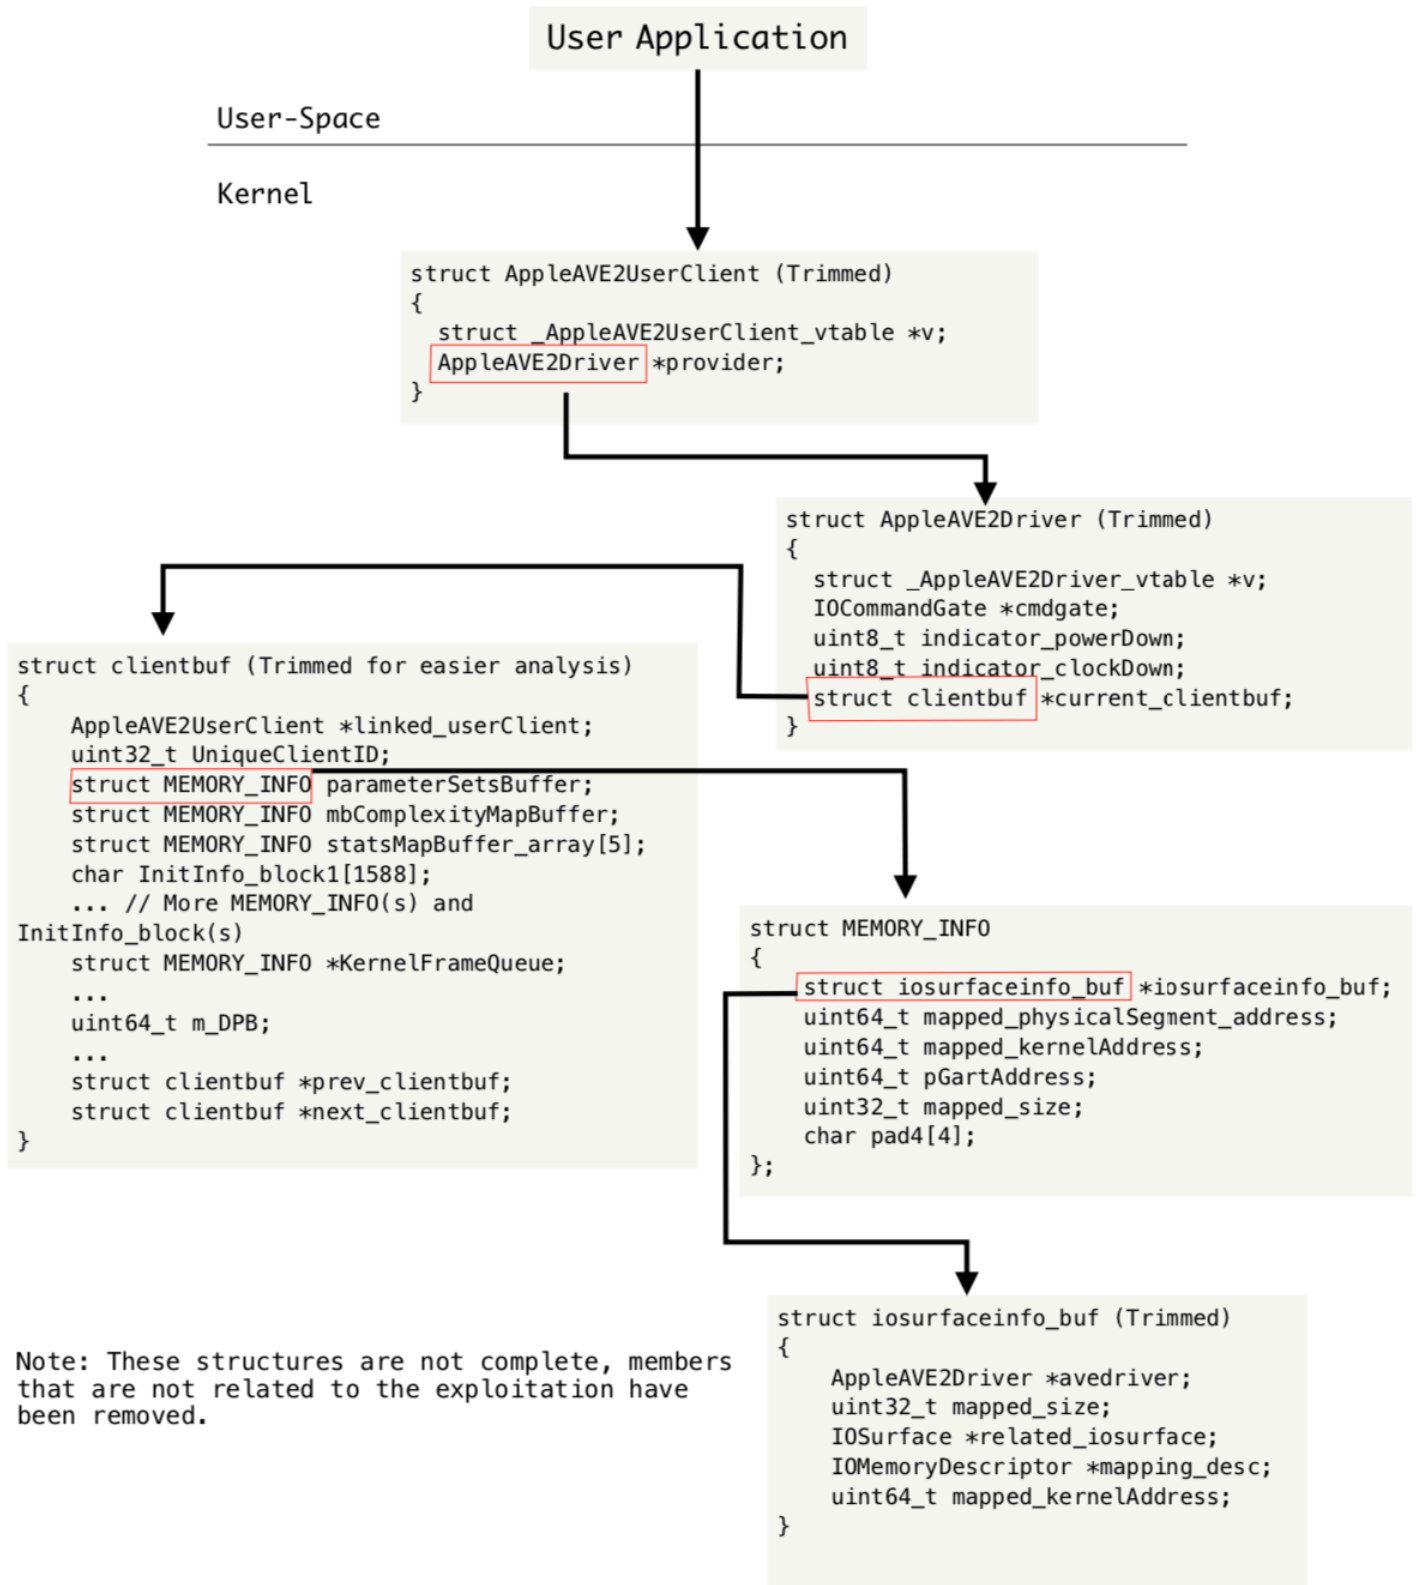 User Application
User-Space
Kernel
struct AppleAVE2UserClient (Trimmed)
{
  struct _AppleAVE2UserClient_vtable *v;
  AppleAVE2Driver *provider;
}
struct AppleAVE2Driver (Trimmed)
{
  struct _AppleAVE2Driver_vtable *v;
  IOCommandGate *cmdgate;
  uint8_t indicator_powerDown;
  uint8_t indicator_clockDown;
  struct clientbuf *current_clientbuf;
}
struct clientbuf (Trimmed for easier analysis)
{
    AppleAVE2UserClient *linked_userClient;
    uint32_t UniqueClientID;
    struct MEMORY_INFO parameterSetsBuffer;
    struct MEMORY_INFO mbComplexityMapBuffer;
    struct MEMORY_INFO statsMapBuffer_array[5];
    char InitInfo_block1[1588];
    ... // More MEMORY_INFO(s) and
InitInfo_block(s)
    struct MEMORY_INFO *KernelFrameQueue;
    ...
    uint64_t m_DPB;
    ...
    struct clientbuf *prev_clientbuf;
    struct clientbuf *next_clientbuf;
}
struct MEMORY_INFO
{
    struct iosurfaceinfo_buf *iosurfaceinfo_buf;
    uint64_t mapped_physicalSegment_address;
    uint64_t mapped_kernelAddress;
    uint64_t pGartAddress;
    uint32_t mapped_size;
    char pad4[4];
};
struct iosurfaceinfo_buf (Trimmed)
{
    AppleAVE2Driver *avedriver;
    uint32_t mapped_size;
    IOSurface *related_iosurface;
    IOMemoryDescriptor *mapping_desc;
    uint64_t mapped_kernelAddress;
}
Note: These structures are not complete, members
that are not related to the exploitation have
been removed.